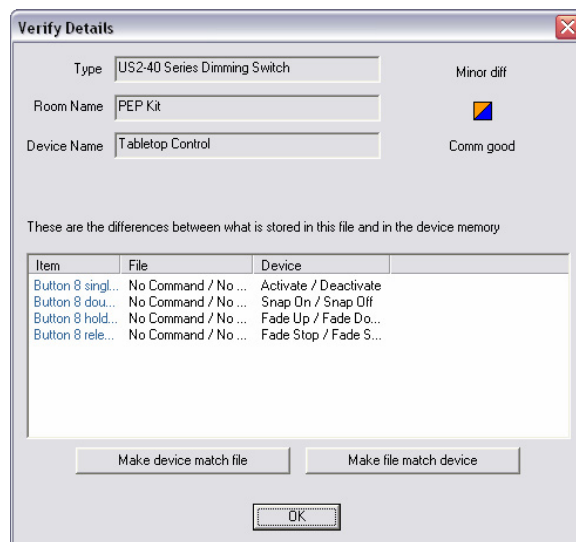 Verify Details
Type US2-40 Series Dimming Switch Minor diff
Room Name PEP Kit
Device Name Tabletop Control Comm good
These are the differences between what is stored in this file and in the device memory
Item File Device
Button 8 singl... No Command / No ... Activate / Deactivate
Button 8 dou... No Command / No ... Snap On / Snap Off
Button 8 hold... No Command / No ... Fade Up / Fade Do...
Button 8 rele... No Command / No ... Fade Stop / Fade S...
Make device match file Make file match device
OK